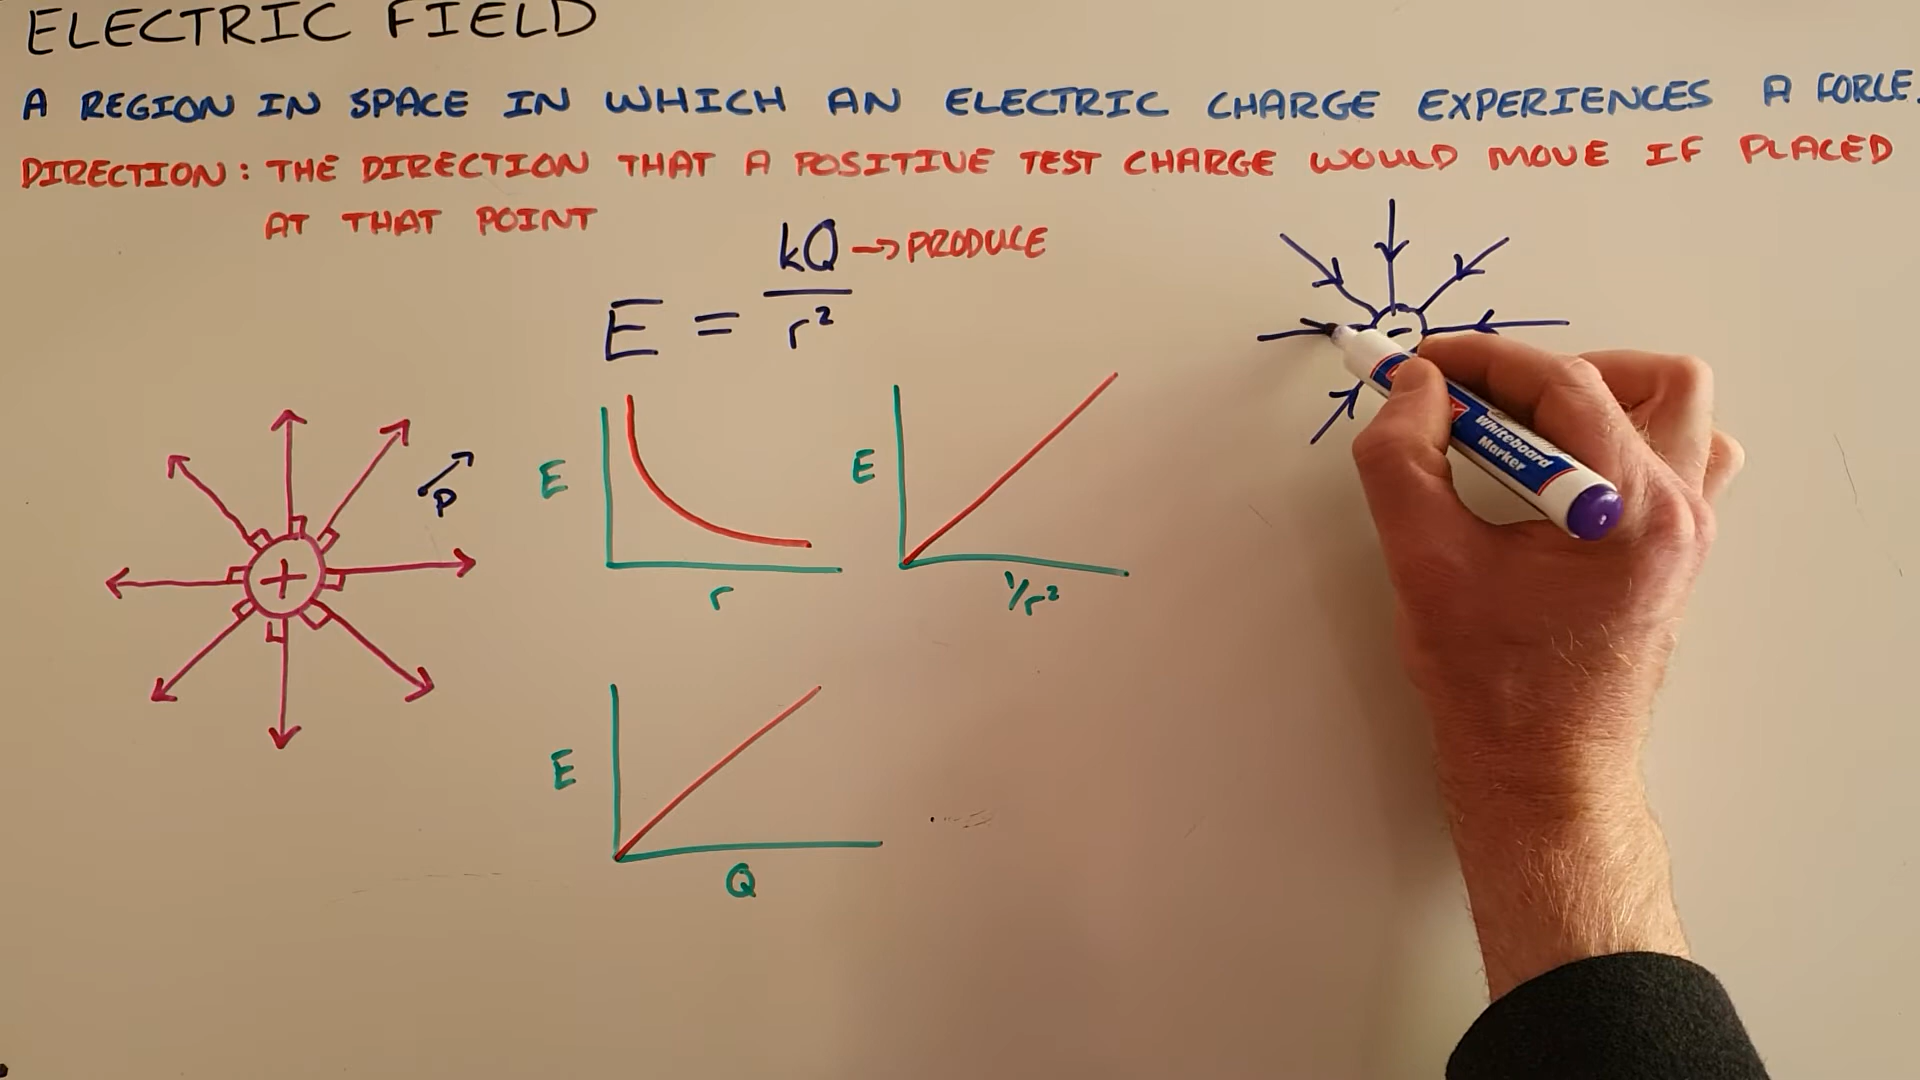 ELECTRIC FIELD
A REGION IN SPACE IN WHICH AN ELECTRIC CHARGE EXPERIENCES A FORCE.
DIRECTION: THE DIRECTION THAT A POSITIVE TEST CHARGE WOULD MOVE IF PLACED
AT THAT POINT
E = kQ/r² → PRODUCE
+
P
-
E
r
E
1/r²
E
Q
Whiteboard
Marker